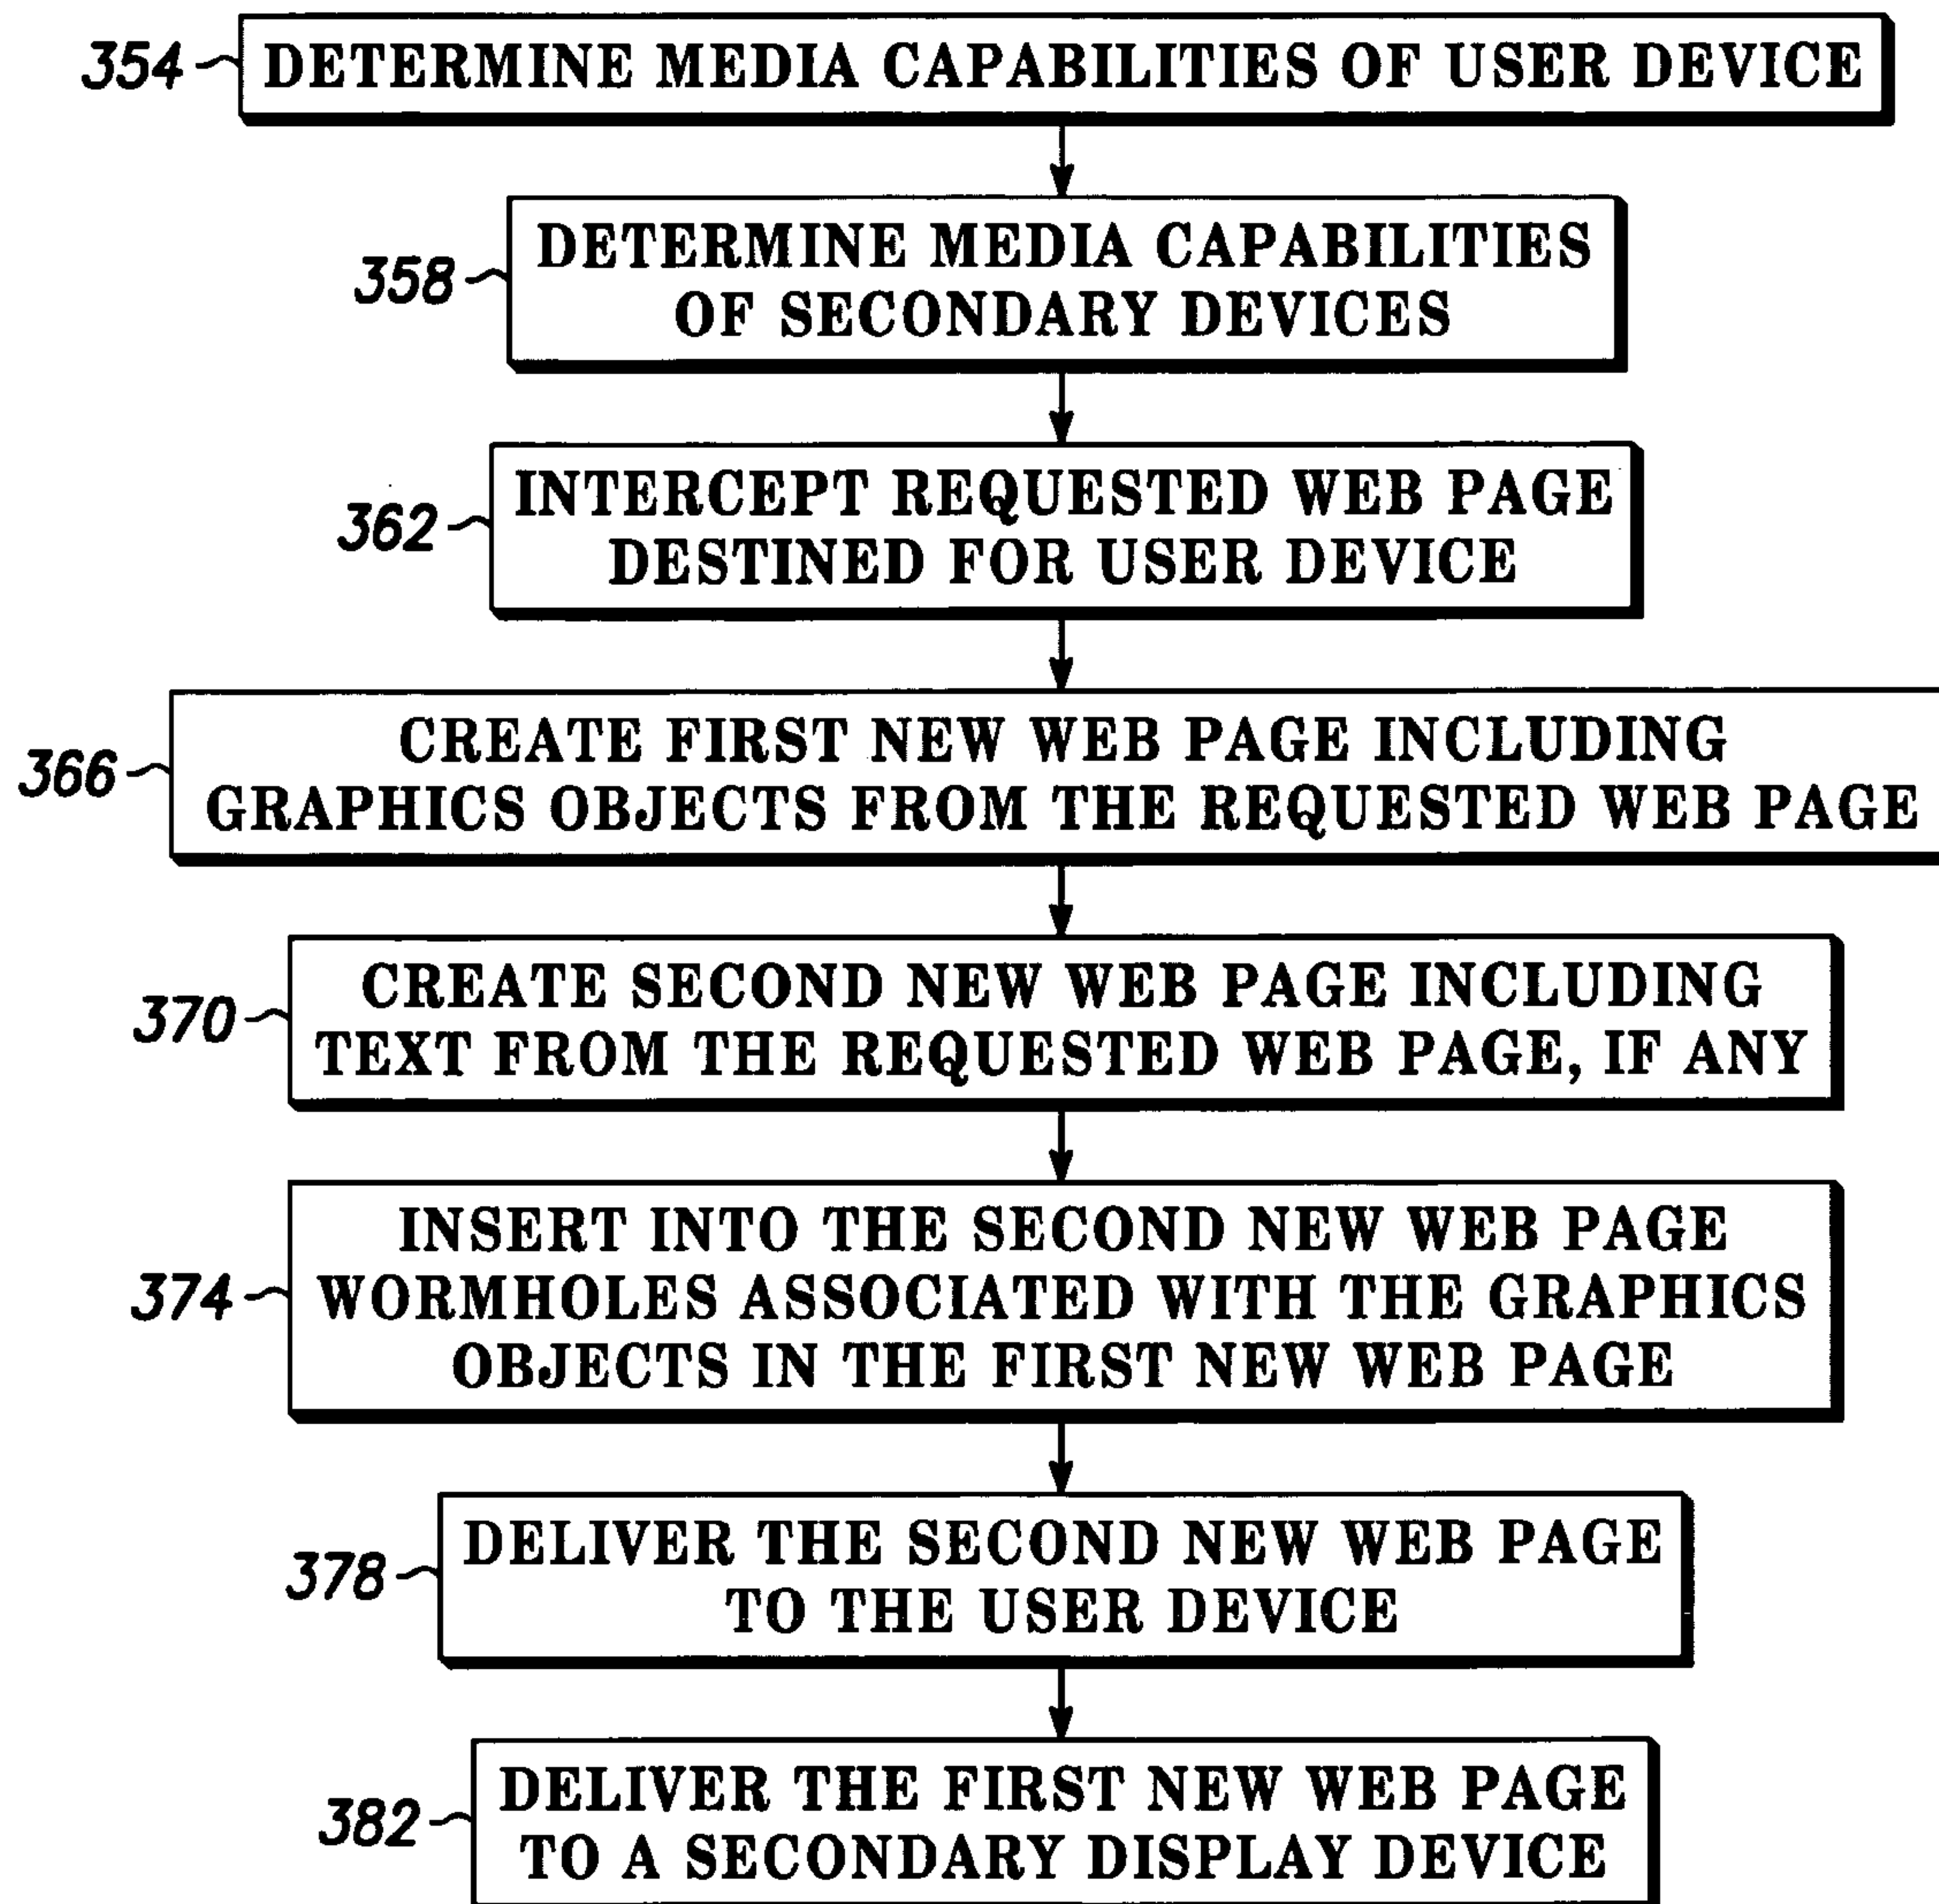 354 DETERMINE MEDIA CAPABILITIES OF USER DEVICE
358 DETERMINE MEDIA CAPABILITIES
OF SECONDARY DEVICES
362 INTERCEPT REQUESTED WEB PAGE
DESTINED FOR USER DEVICE
366 CREATE FIRST NEW WEB PAGE INCLUDING
GRAPHICS OBJECTS FROM THE REQUESTED WEB PAGE
370 CREATE SECOND NEW WEB PAGE INCLUDING
TEXT FROM THE REQUESTED WEB PAGE, IF ANY
374 INSERT INTO THE SECOND NEW WEB PAGE
WORMHOLES ASSOCIATED WITH THE GRAPHICS
OBJECTS IN THE FIRST NEW WEB PAGE
378 DELIVER THE SECOND NEW WEB PAGE
TO THE USER DEVICE
382 DELIVER THE FIRST NEW WEB PAGE
TO A SECONDARY DISPLAY DEVICE